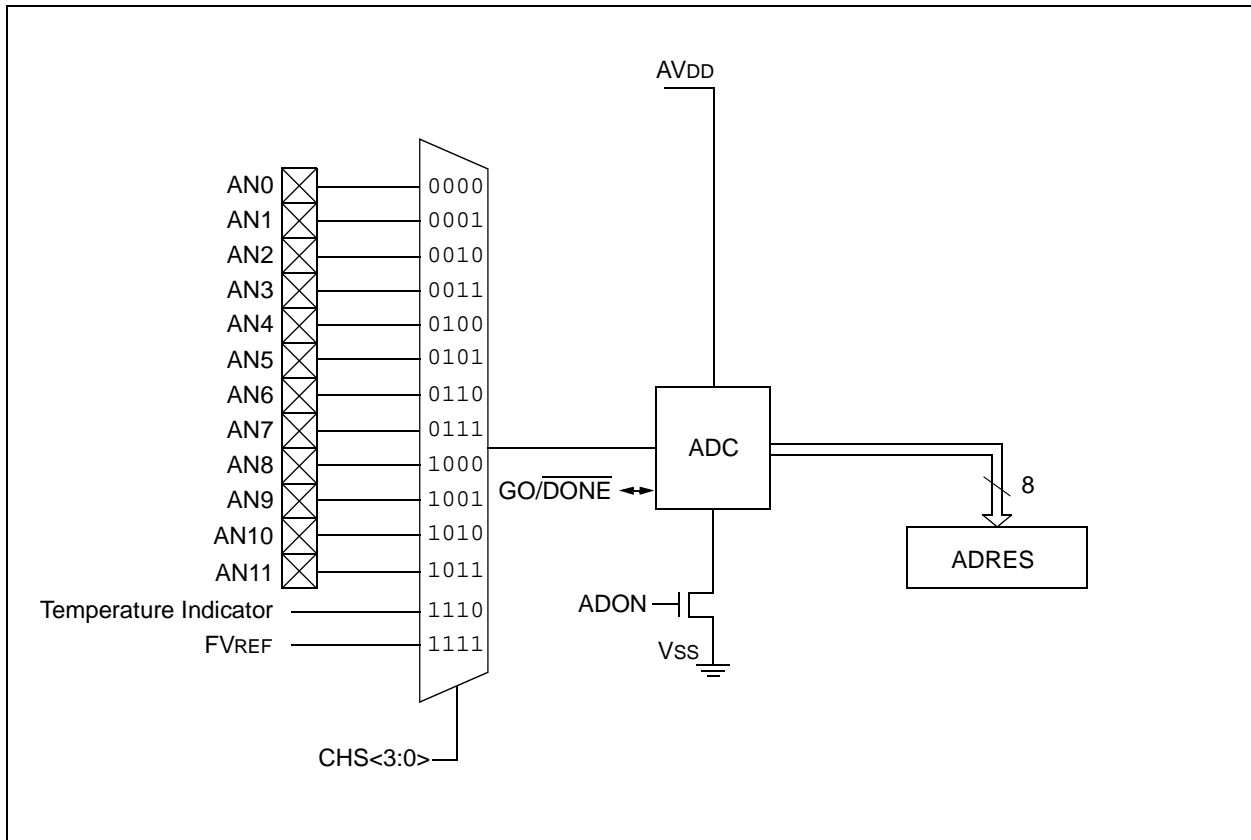 AVDD
AN0 0000
AN1 0001
AN2 0010
AN3 0011
AN4 0100
AN5 0101
AN6 0110
AN7 0111
AN8 1000
AN9 1001
AN10 1010
AN11 1011
Temperature Indicator 1110
FVREF 1111
CHS<3:0>
ADC
GO/DONE
8
ADRES
ADON
VSS